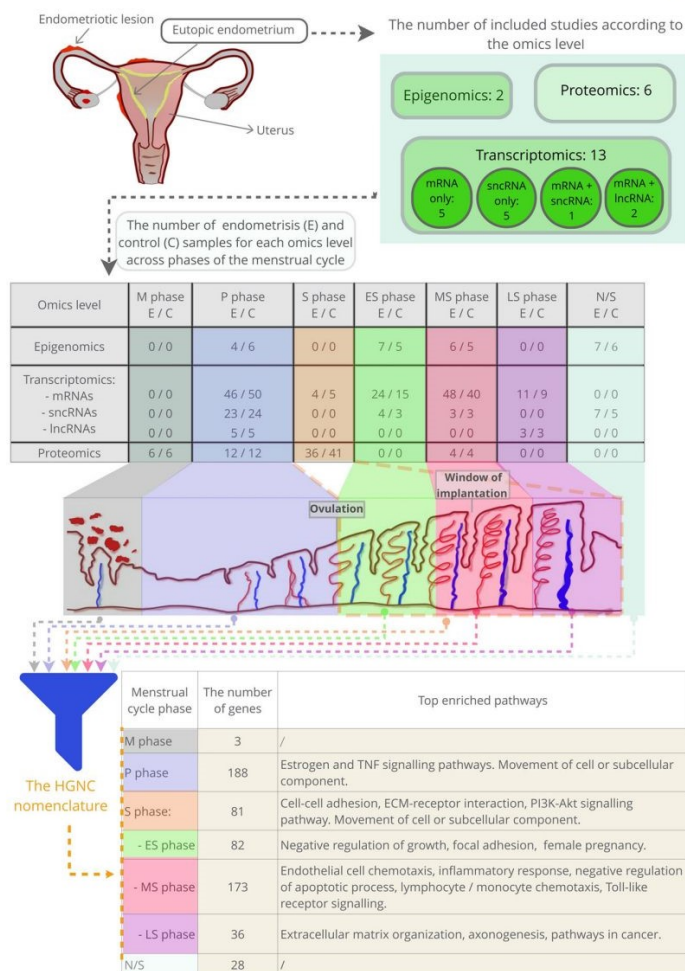 Endometriotic lesion
Eutopic endometrium
Uterus
The number of included studies according to
the omics level
Epigenomics: 2
Proteomics: 6
Transcriptomics: 13
mRNA
only:
5
sncRNA
only:
5
mRNA +
sncRNA:
1
mRNA +
lncRNA:
2
The number of endometrisis (E) and
control (C) samples for each omics level
across phases of the menstrual cycle
Omics level
M phase
E / C
P phase
E / C
S phase
E / C
ES phase
E / C
MS phase
E / C
LS phase
E / C
N/S
E / C
Epigenomics 0 / 0 4 / 6 0 / 0 7 / 5 6 / 5 0 / 0 7 / 6
Transcriptomics:
- mRNAs 0 / 0 46 / 50 4 / 5 24 / 15 48 / 40 11 / 9 0 / 0
- sncRNAs 0 / 0 23 / 24 0 / 0 4 / 3 3 / 3 0 / 0 7 / 5
- lncRNAs 0 / 0 5 / 5 0 / 0 0 / 0 0 / 0 3 / 3 0 / 0
Proteomics 6 / 6 12 / 12 36 / 41 0 / 0 4 / 4 0 / 0 0 / 0
Ovulation
Window of
implantation
The HGNC
nomenclature
Menstrual
cycle phase
The number
of genes
Top enriched pathways
M phase 3 /
P phase 188 Estrogen and TNF signalling pathways. Movement of cell or subcellular
component.
S phase: 81 Cell-cell adhesion, ECM-receptor interaction, PI3K-Akt signalling
pathway. Movement of cell or subcellular component.
- ES phase 82 Negative regulation of growth, focal adhesion, female pregnancy.
- MS phase 173 Endothelial cell chemotaxis, inflammatory response, negative regulation
of apoptotic process, lymphocyte / monocyte chemotaxis, Toll-like
receptor signalling.
- LS phase 36 Extracellular matrix organization, axonogenesis, pathways in cancer.
N/S 28 /